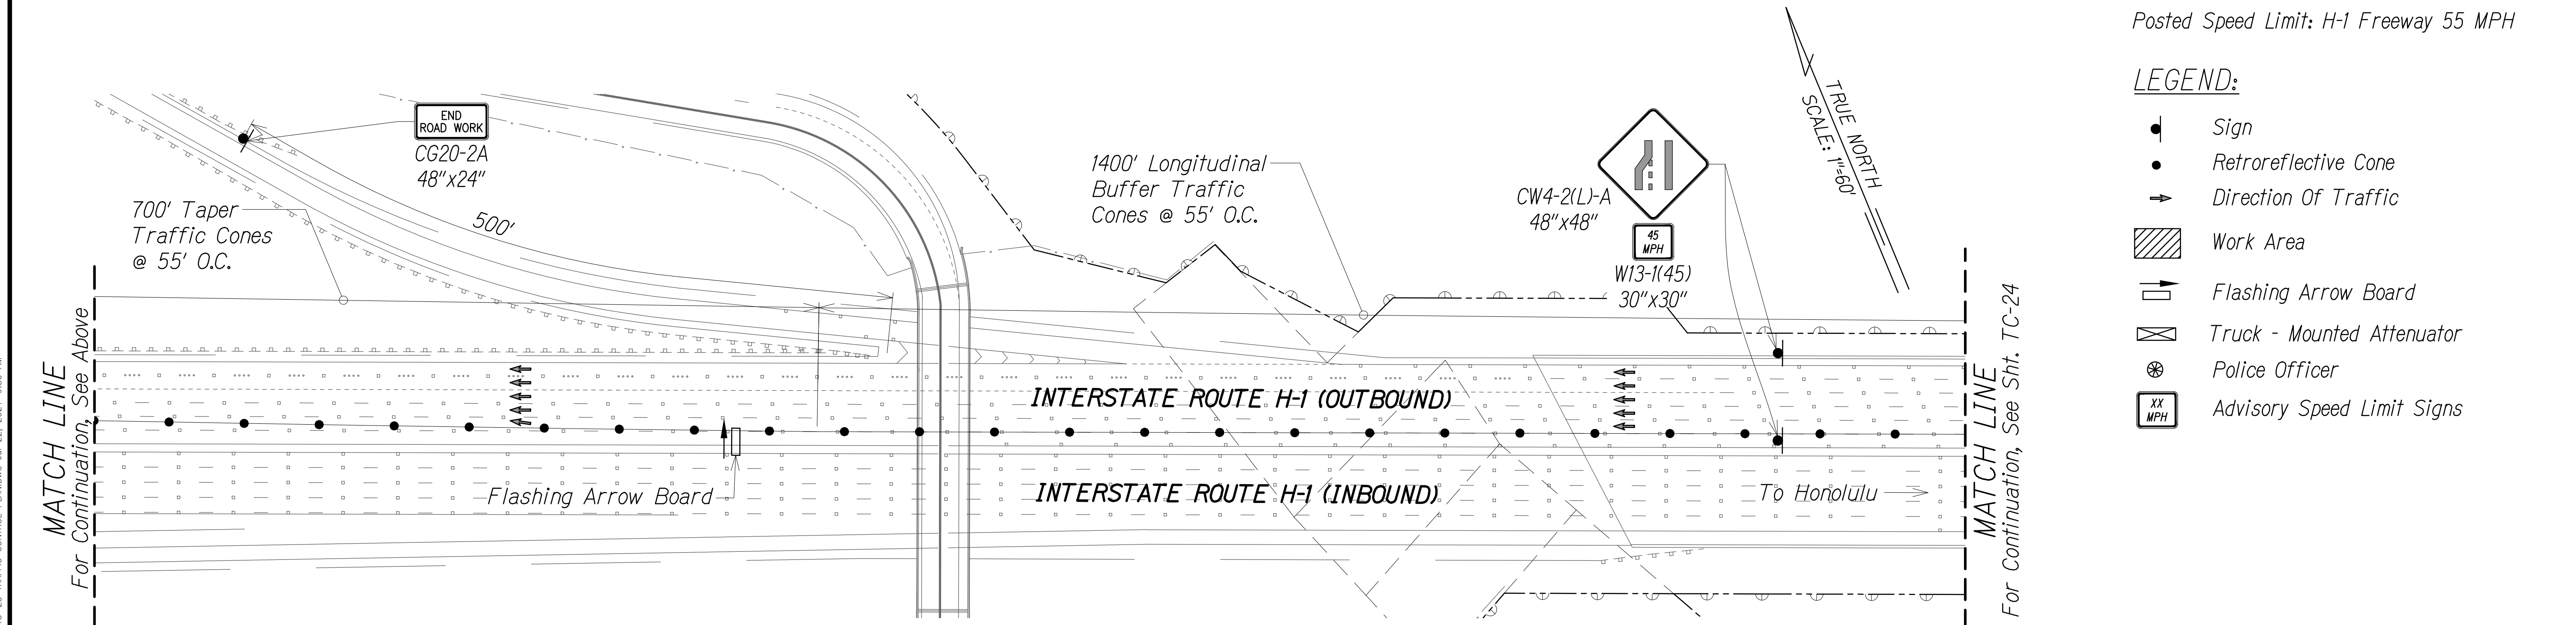 Posted Speed Limit: H-1 Freeway 55 MPH
LEGEND:
Sign
Retroreflective Cone
Direction Of Traffic
Work Area
Flashing Arrow Board
Truck - Mounted Attenuator
Police Officer
XX
MPH
Advisory Speed Limit Signs
TRUE NORTH
SCALE: 1"=60'
END
ROAD WORK
CG20-2A
48"x24"
700' Taper
Traffic Cones
@ 55' O.C.
500'
1400' Longitudinal
Buffer Traffic
Cones @ 55' O.C.
CW4-2(L)-A
48"x48"
45
MPH
W13-1(45)
30"x30"
INTERSTATE ROUTE H-1 (OUTBOUND)
INTERSTATE ROUTE H-1 (INBOUND)
Flashing Arrow Board
To Honolulu
MATCH LINE
For Continuation, See Above
MATCH LINE
For Continuation, See Sht. TC-24